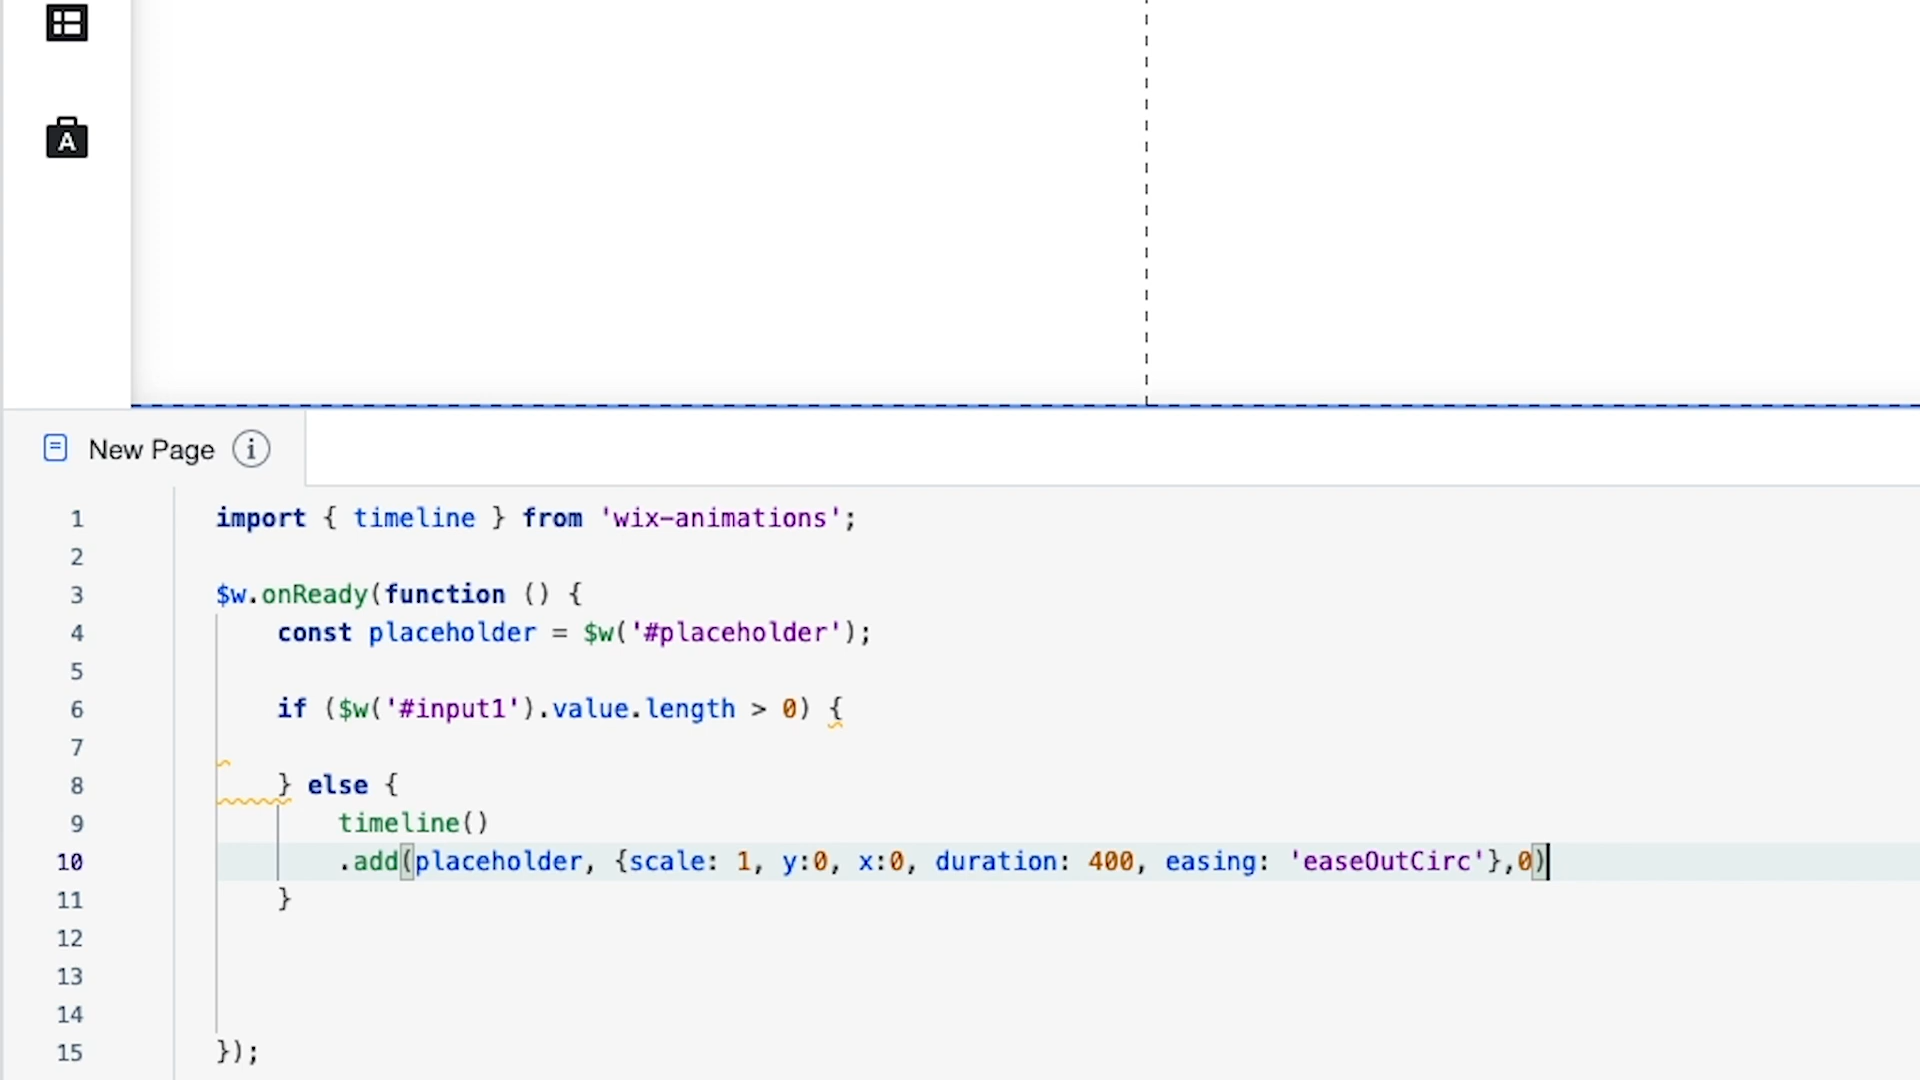 A
New Page i
1 import { timeline } from 'wix-animations';
2
3 $w.onReady(function () {
4 const placeholder = $w('#placeholder');
5
6 if ($w('#input1').value.length > 0) {
7
8 } else {
9 timeline()
10 .add(placeholder, {scale: 1, y:0, x:0, duration: 400, easing: 'easeOutCirc'},0)
11 }
12
13
14
15 });